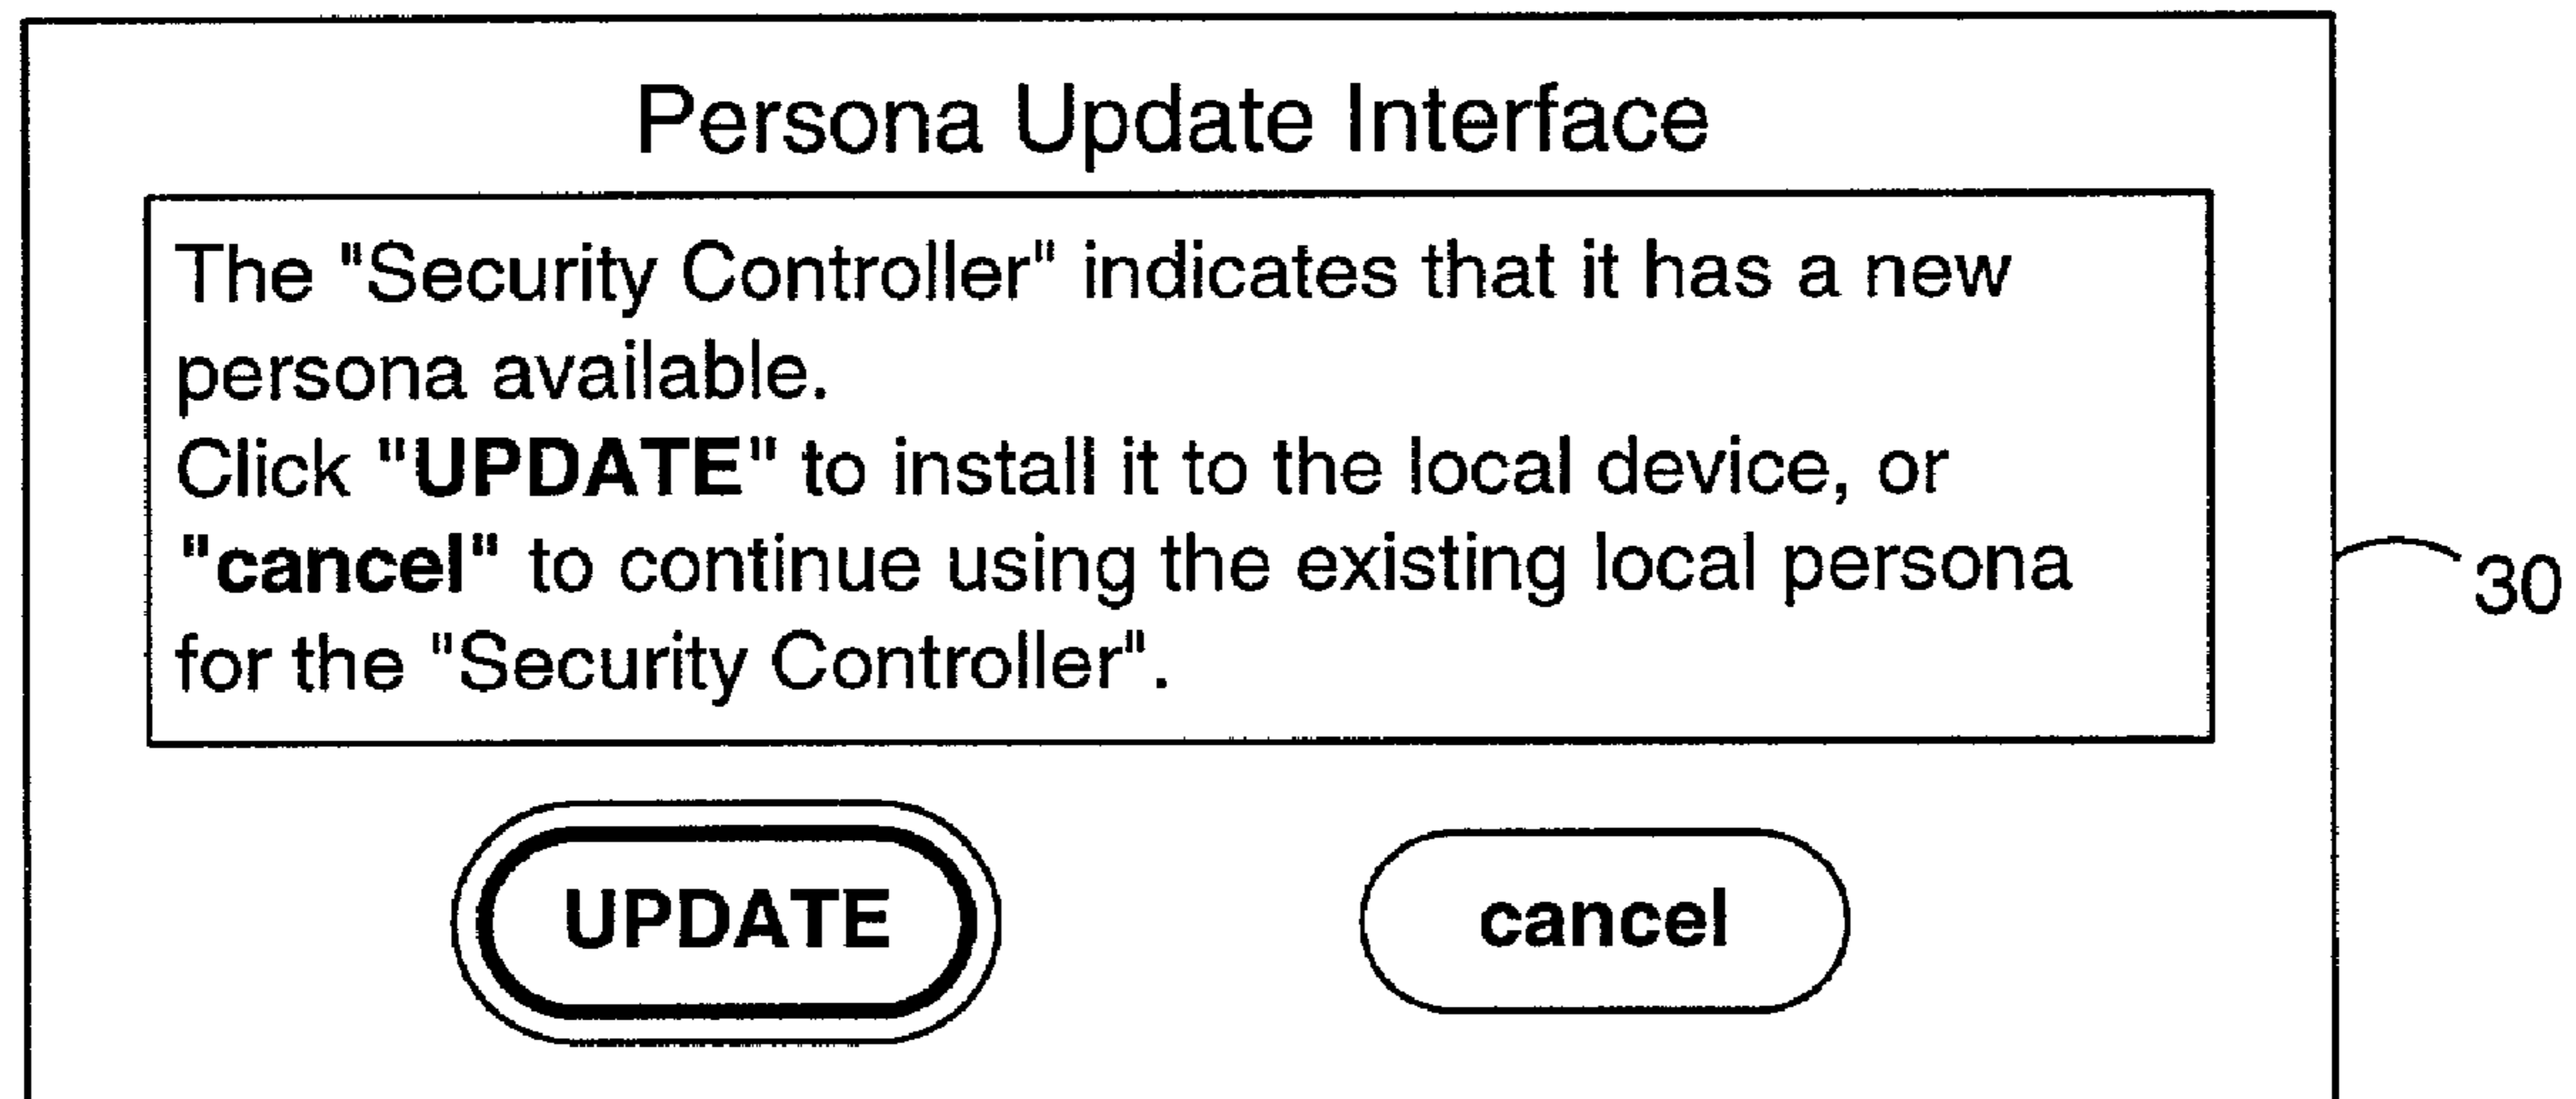 Persona Update Interface
The "Security Controller" indicates that it has a new
persona available.
Click "UPDATE" to install it to the local device, or
"cancel" to continue using the existing local persona
for the "Security Controller".
30
UPDATE
cancel